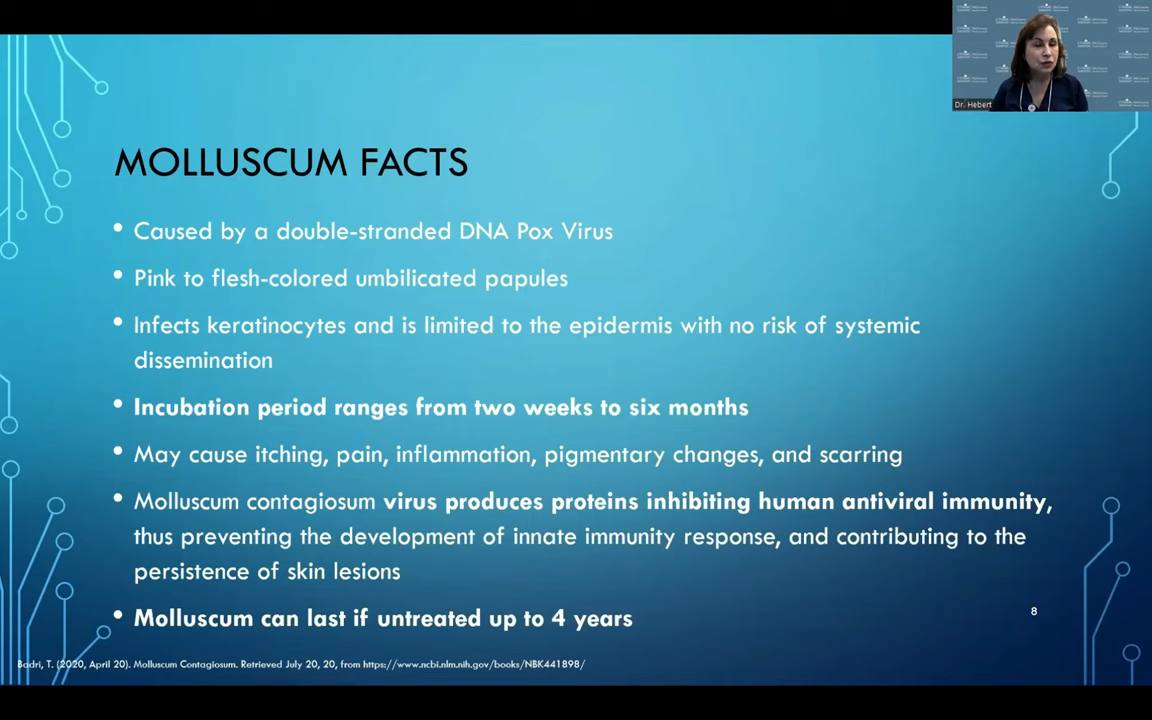 Dr. Hebert
MOLLUSCUM FACTS
• Caused by a double-stranded DNA Pox Virus
• Pink to flesh-colored umbilicated papules
• Infects keratinocytes and is limited to the epidermis with no risk of systemic
dissemination
• Incubation period ranges from two weeks to six months
• May cause itching, pain, inflammation, pigmentary changes, and scarring
• Molluscum contagiosum virus produces proteins inhibiting human antiviral immunity,
thus preventing the development of innate immunity response, and contributing to the
persistence of skin lesions
• Molluscum can last if untreated up to 4 years
8
Badri, T. (2020, April 20). Molluscum Contagiosum. Retrieved July 20, 20, from https://www.ncbi.nlm.nih.gov/books/NBK441898/